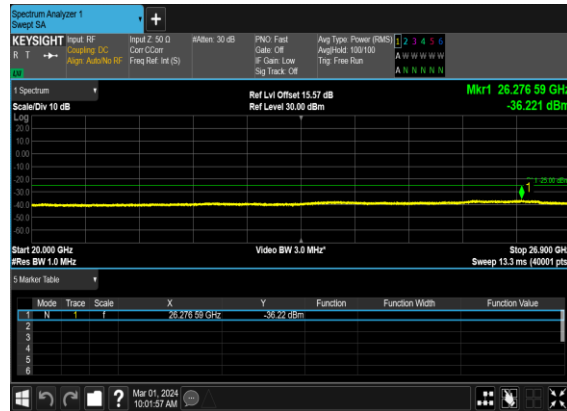 Spectrum Analyzer 1
Swept SA
KEYSIGHT Input: RF Input Z: 50 Ω #Atten: 30 dB PNO: Fast Avg Type: Power (RMS) 1 2 3 4 5 6
R T Coupling: DC Corr CCorr Gate: Off Avg|Hold: 100/100 A W W W W W
Align: Auto/No RF Freq Ref: Int (S) IF Gain: Low Trig: Free Run
Sig Track: Off A N N N N N
1 Spectrum Ref Lvl Offset 15.57 dB Mkr1 26.276 59 GHz
Scale/Div 10 dB Ref Level 30.00 dBm -36.221 dBm
Log
20.0
10.0
0.00
-10.0
-20.0
-30.0
-40.0
-50.0
-60.0
-25.00 dBm
1
Start 20.000 GHz Video BW 3.0 MHz* Stop 26.900 GHz
#Res BW 1.0 MHz Sweep 13.3 ms (40001 pts)
5 Marker Table
Mode Trace Scale X Y Function Function Width Function Value
1 N 1 f 26.276 59 GHz -36.22 dBm
2
3
4
5
6
? Mar 01, 2024
10:01:57 AM